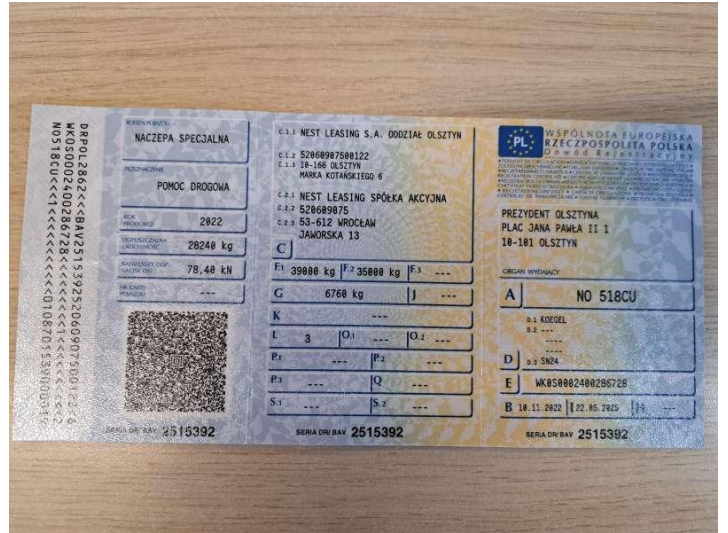 RODZAJ POJAZDU
NACZEPA SPECJALNA
PRZEZNACZENIE
POMOC DROGOWA
ROK PRODUKCJI
2022
DOPUSZCZALNA ŁADOWNOŚĆ
28240 kg
NAJWIĘKSZY DOP. NACISK OSI
78,40 kN
NR KARTY POJAZDU
---
SERIA DR/BAV 2515392
C.1.1 NEST LEASING S.A. ODDZIAŁ OLSZTYN
C.1.2 52060907500122
C.1.3 10-166 OLSZTYN
MARKA KOTAŃSKIEGO 6
C.2.1 NEST LEASING SPÓŁKA AKCYJNA
C.2.2 520609075
C.2.3 53-612 WROCŁAW
JAWORSKA 13
C
F.1 39000 kg F.2 35000 kg F.3 ---
G 6760 kg J ---
K ---
L 3 O.1 --- O.2 ---
P.1 --- P.2 ---
P.3 --- Q ---
S.1 --- S.2 ---
SERIA DR/BAV 2515392
PL
WSPÓLNOTA EUROPEJSKA
RZECZPOSPOLITA POLSKA
Dowód Rejestracyjny
PREZYDENT OLSZTYNA
PLAC JANA PAWŁA II 1
10-101 OLSZTYN
ORGAN WYDAJĄCY
A NO 518CU
D.1 KOEGEL
D.2 ---
----
----
D D.3 SN24
E WK0S0002400286728
B 10.11.2022 I 22.05.2025 H ---
SERIA DR/BAV 2515392